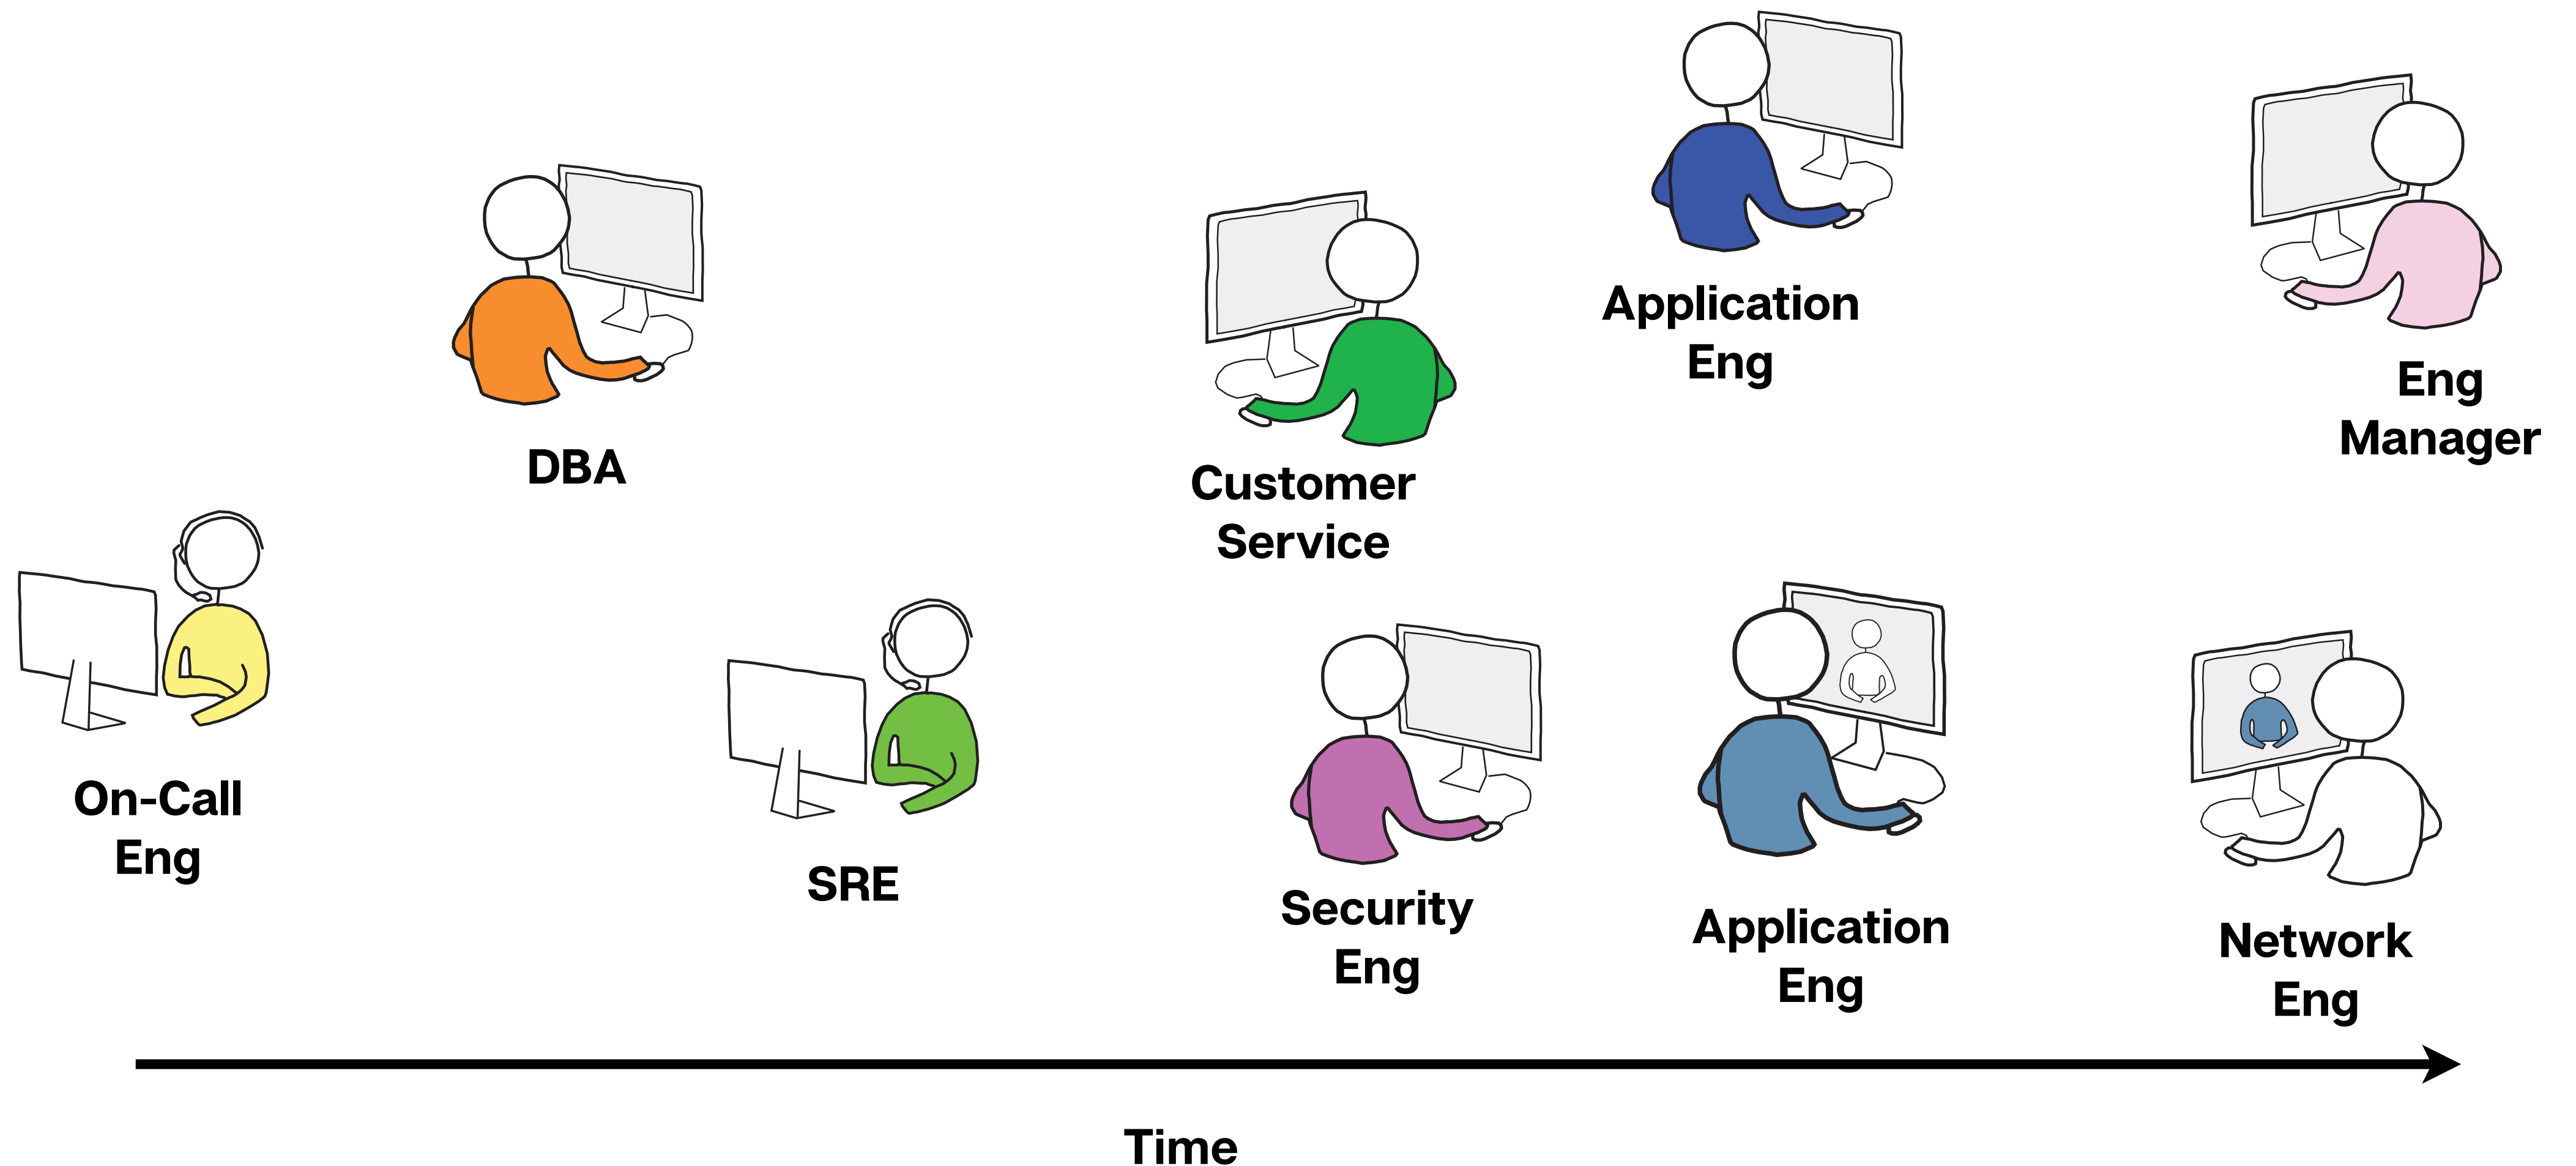 On-Call
Eng
DBA
SRE
Customer
Service
Security
Eng
Application
Eng
Application
Eng
Eng
Manager
Network
Eng
Time